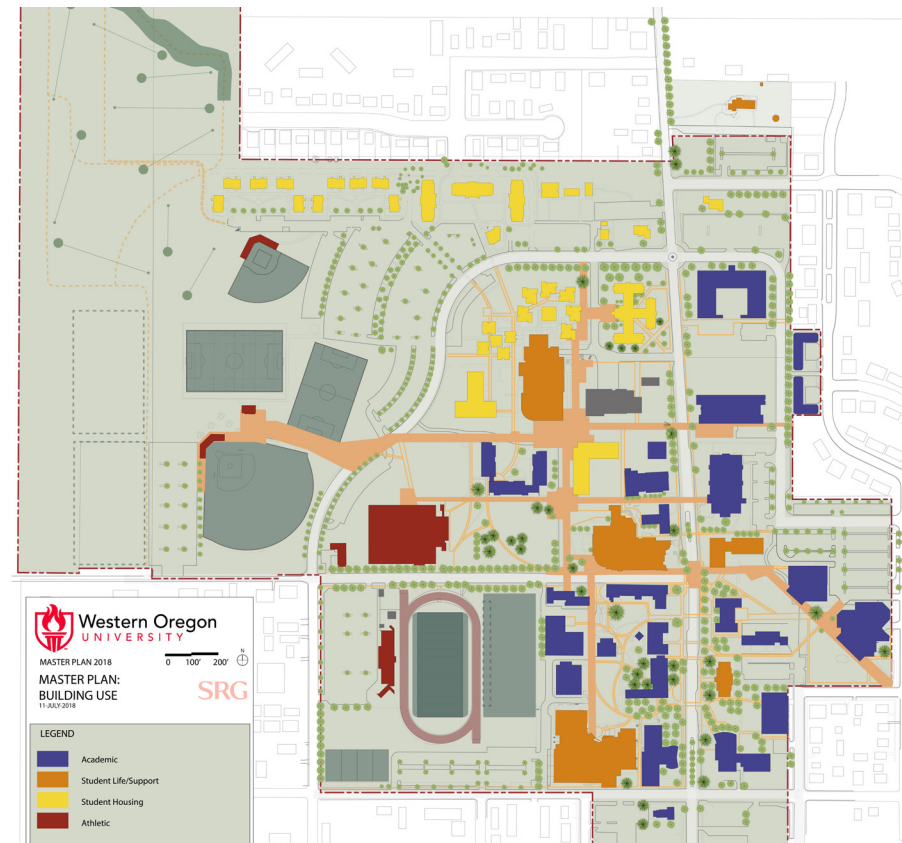 Western Oregon
UNIVERSITY
MASTER PLAN 2018
0 100' 200'
N
MASTER PLAN:
BUILDING USE
11-JULY-2018
SRG
LEGEND
Academic
Student Life/Support
Student Housing
Athletic